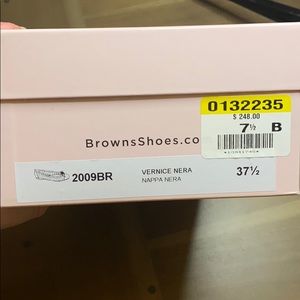 0132235
$ 248.00
7½ B
BrownsShoes.co
2009BR
VERNICE NERA
NAPPA NERA
37½